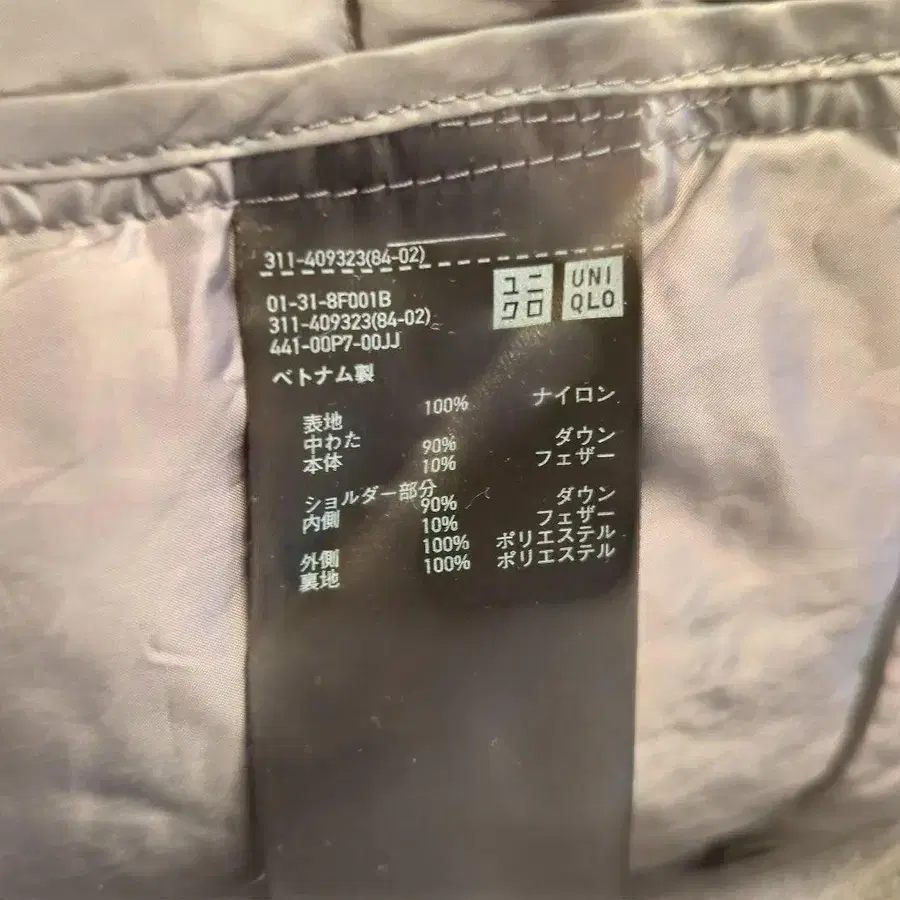 311-409323(84-02)
ユニ
クロ
UNI
QLO
01-31-8F001B
311-409323(84-02)
441-00P7-00JJ
ベトナム製
表地 100% ナイロン
中わた
本体 90% ダウン
10% フェザー
ショルダー部分
内側 90% ダウン
10% フェザー
外側 100% ポリエステル
裏地 100% ポリエステル